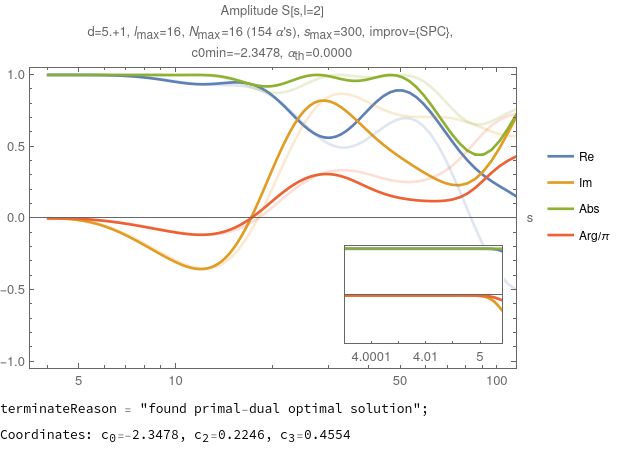 Amplitude S[s,l=2]
d=5.+1, lmax=16, Nmax=16 (154 α's), smax=300, improv={SPC},
c0min=−2.3478, αth=0.0000
1.0
0.5
0.0
−0.5
−1.0
s
Re
Im
Abs
Arg/π
4.0001 4.01 5
5 10 50 100
terminateReason = "found primal-dual optimal solution";
Coordinates: c0=-2.3478, c2=0.2246, c3=0.4554